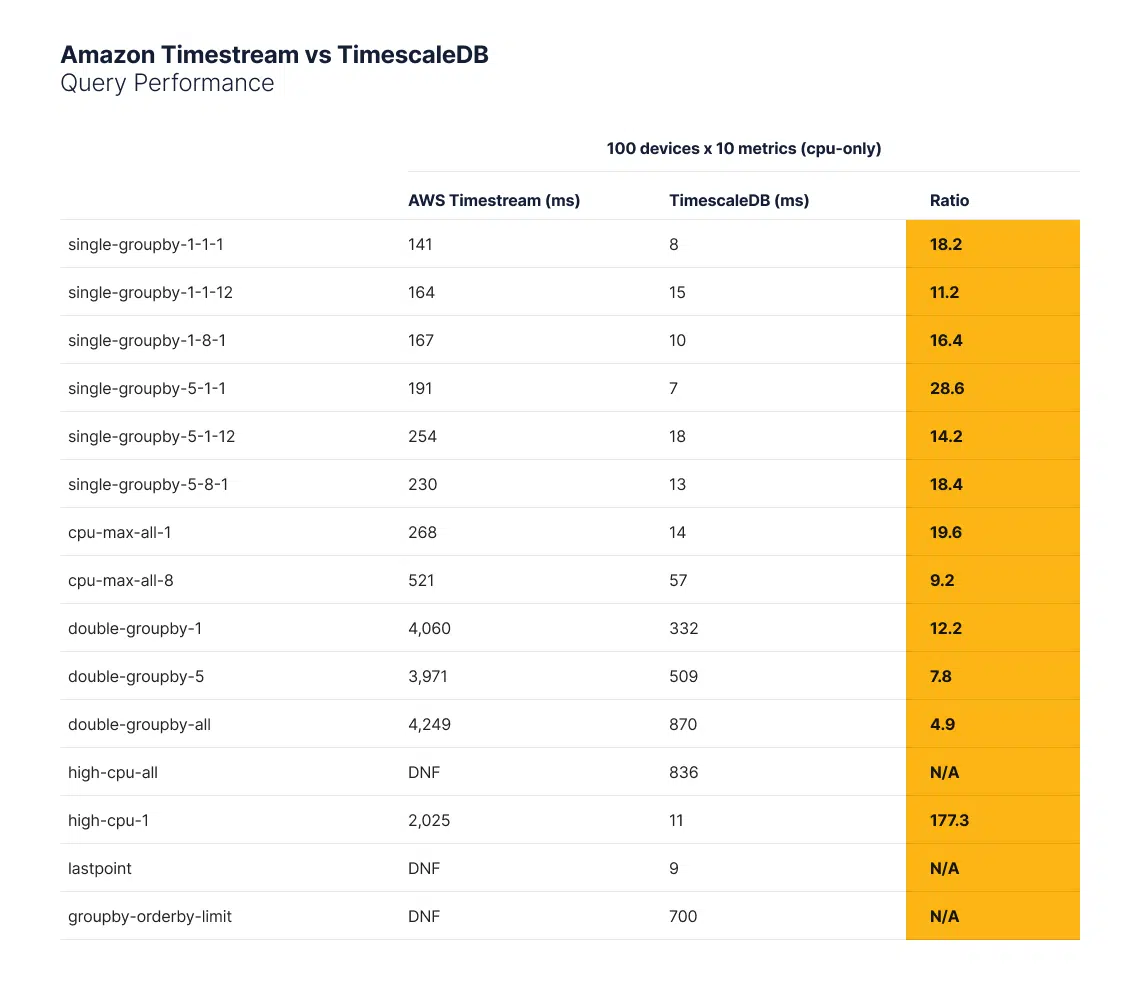 Amazon Timestream vs TimescaleDB
Query Performance
100 devices x 10 metrics (cpu-only)
AWS Timestream (ms) TimescaleDB (ms) Ratio
single-groupby-1-1-1 141 8 18.2
single-groupby-1-1-12 164 15 11.2
single-groupby-1-8-1 167 10 16.4
single-groupby-5-1-1 191 7 28.6
single-groupby-5-1-12 254 18 14.2
single-groupby-5-8-1 230 13 18.4
cpu-max-all-1 268 14 19.6
cpu-max-all-8 521 57 9.2
double-groupby-1 4,060 332 12.2
double-groupby-5 3,971 509 7.8
double-groupby-all 4,249 870 4.9
high-cpu-all DNF 836 N/A
high-cpu-1 2,025 11 177.3
lastpoint DNF 9 N/A
groupby-orderby-limit DNF 700 N/A